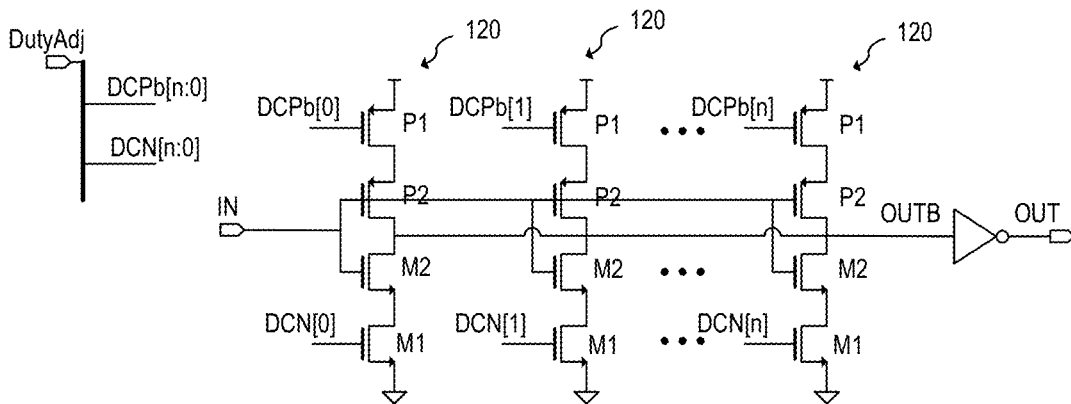 DutyAdj
DCPb[n:0]
DCN[n:0]
120
120
120
DCPb[0]
P1
DCPb[1]
P1
DCPb[n]
P1
P2
P2
P2
IN
OUTB
OUT
M2
M2
M2
DCN[0]
M1
DCN[1]
M1
DCN[n]
M1